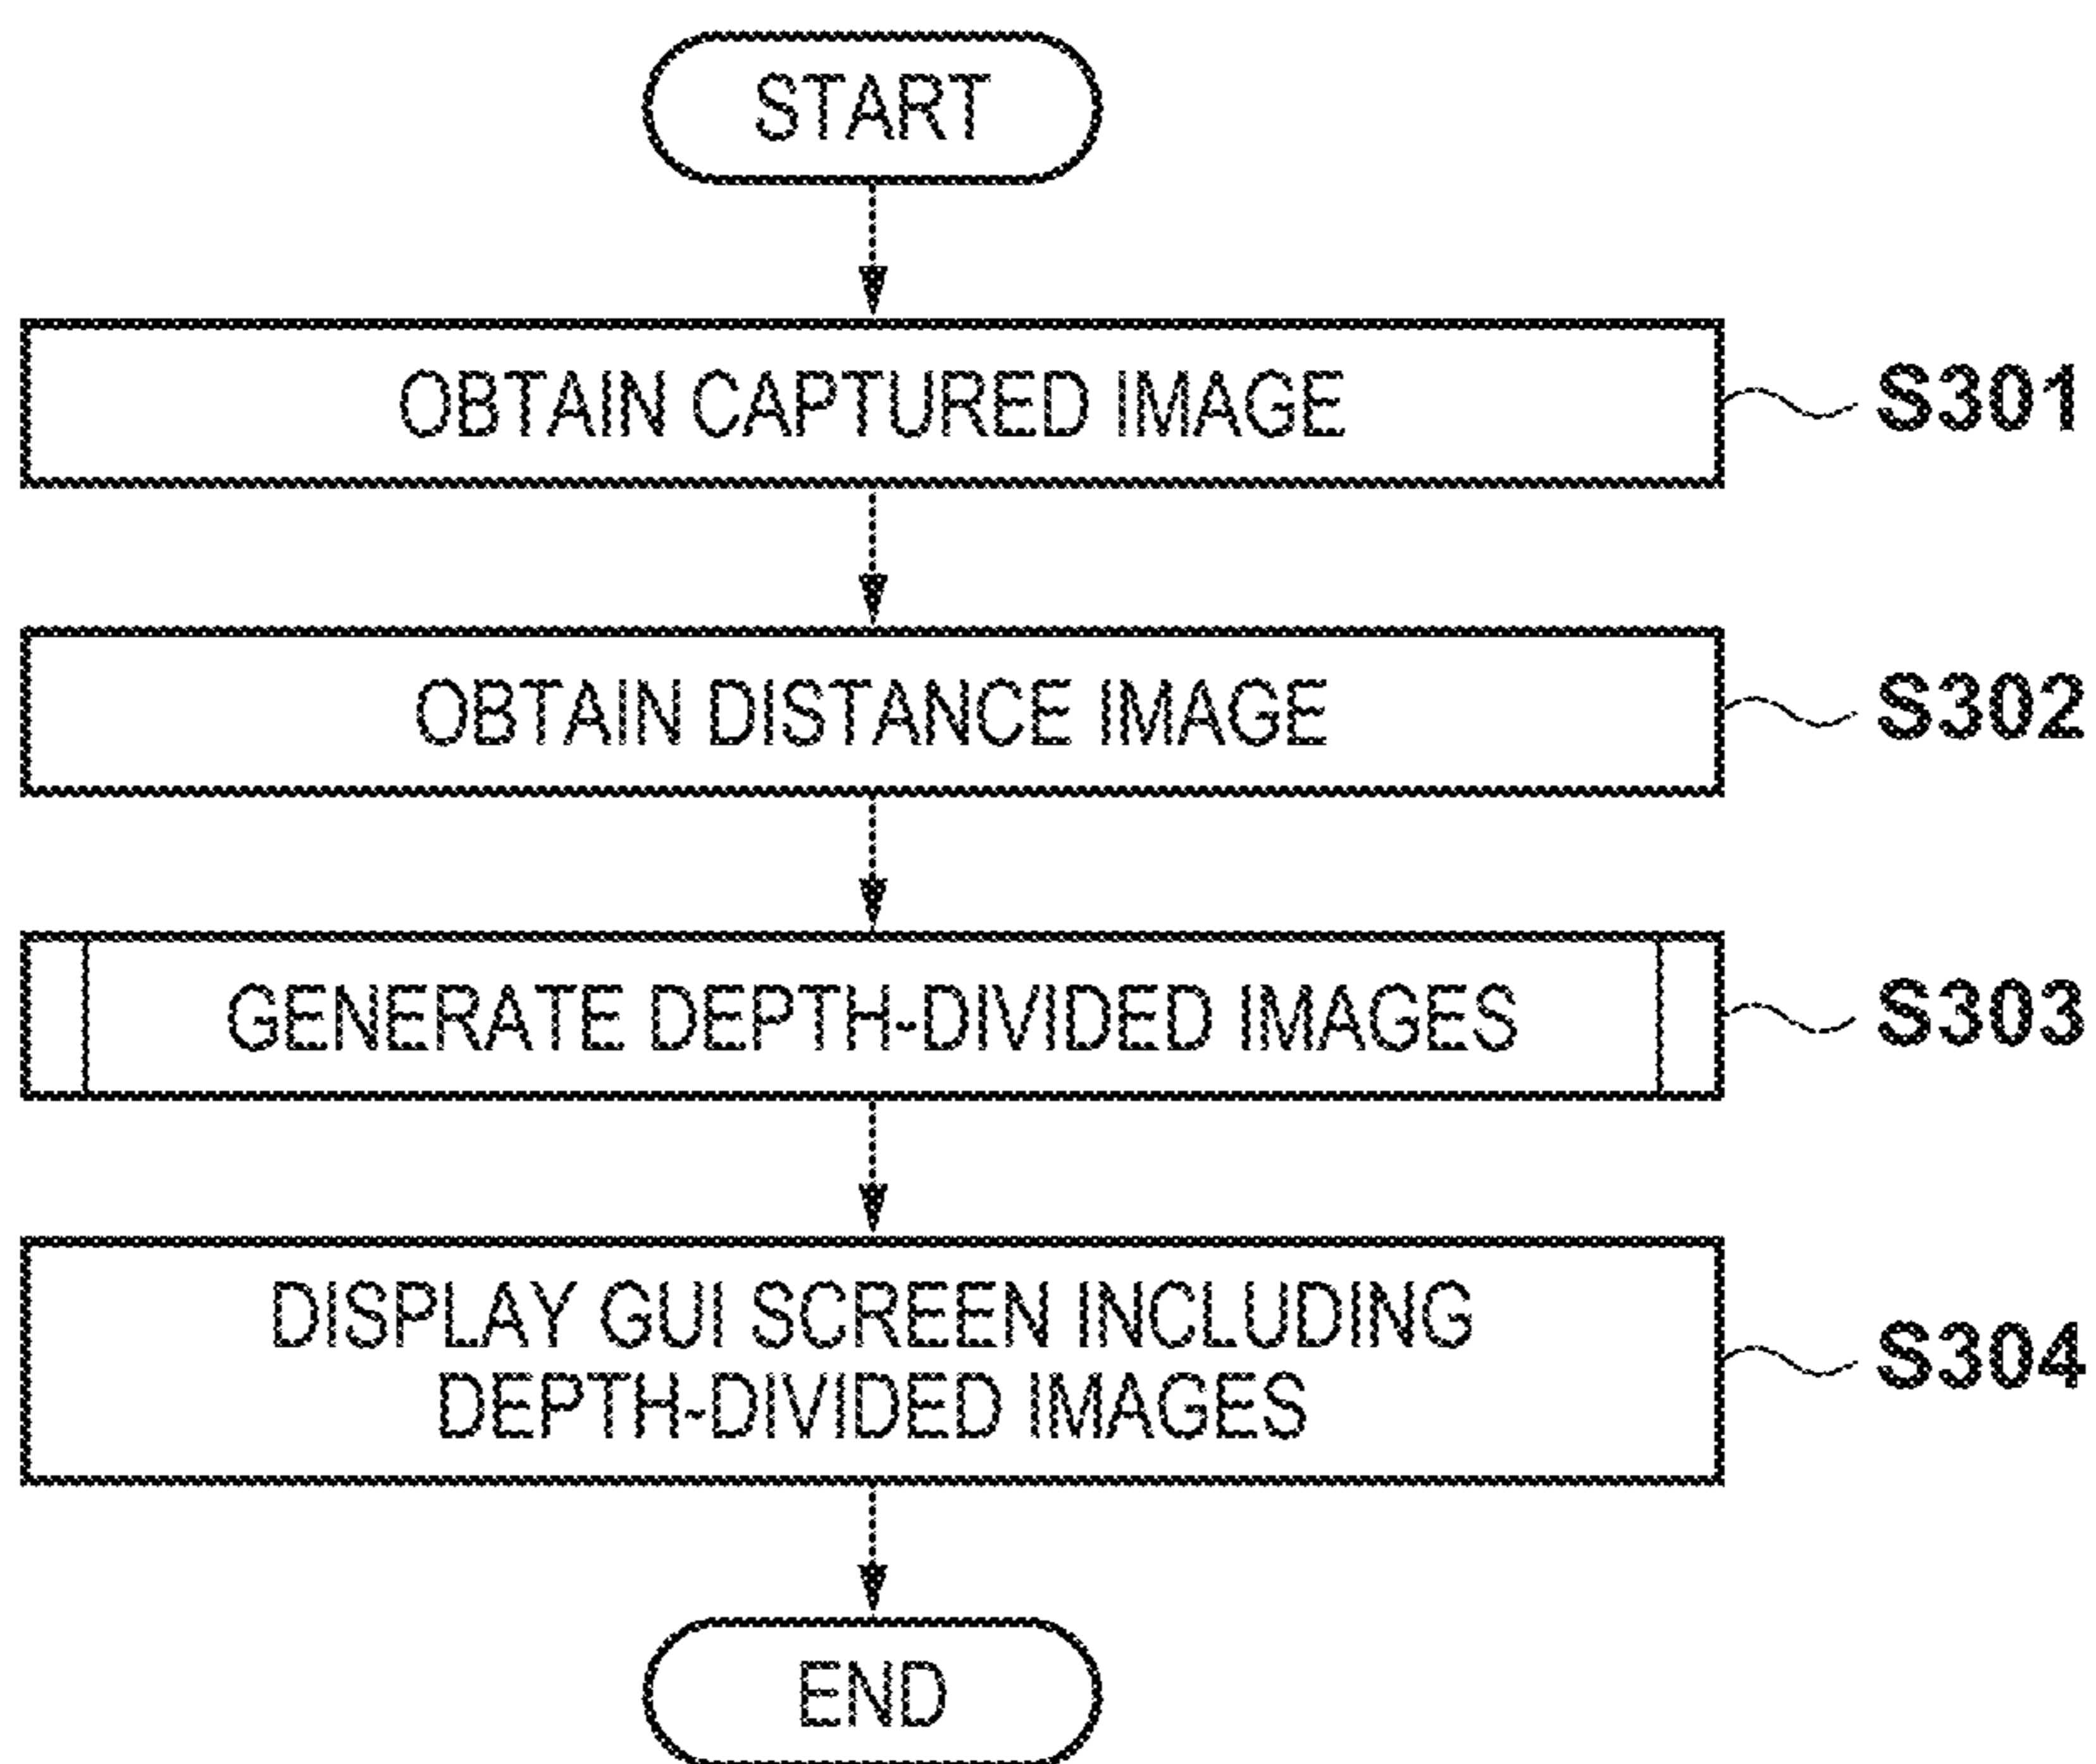 START
OBTAIN CAPTURED IMAGE
S301
OBTAIN DISTANCE IMAGE
S302
GENERATE DEPTH-DIVIDED IMAGES
S303
DISPLAY GUI SCREEN INCLUDING
DEPTH-DIVIDED IMAGES
S304
END